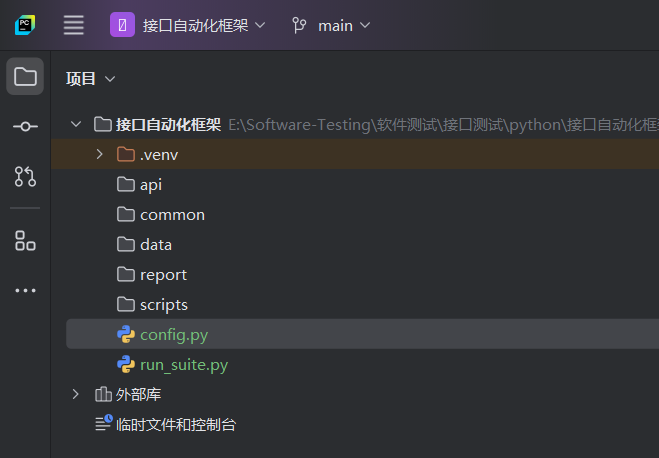 接口自动化框架 main
项目
接口自动化框架 E:\Software-Testing\软件测试\接口测试\python\接口自动化框
.venv
api
common
data
report
scripts
config.py
run_suite.py
外部库
临时文件和控制台